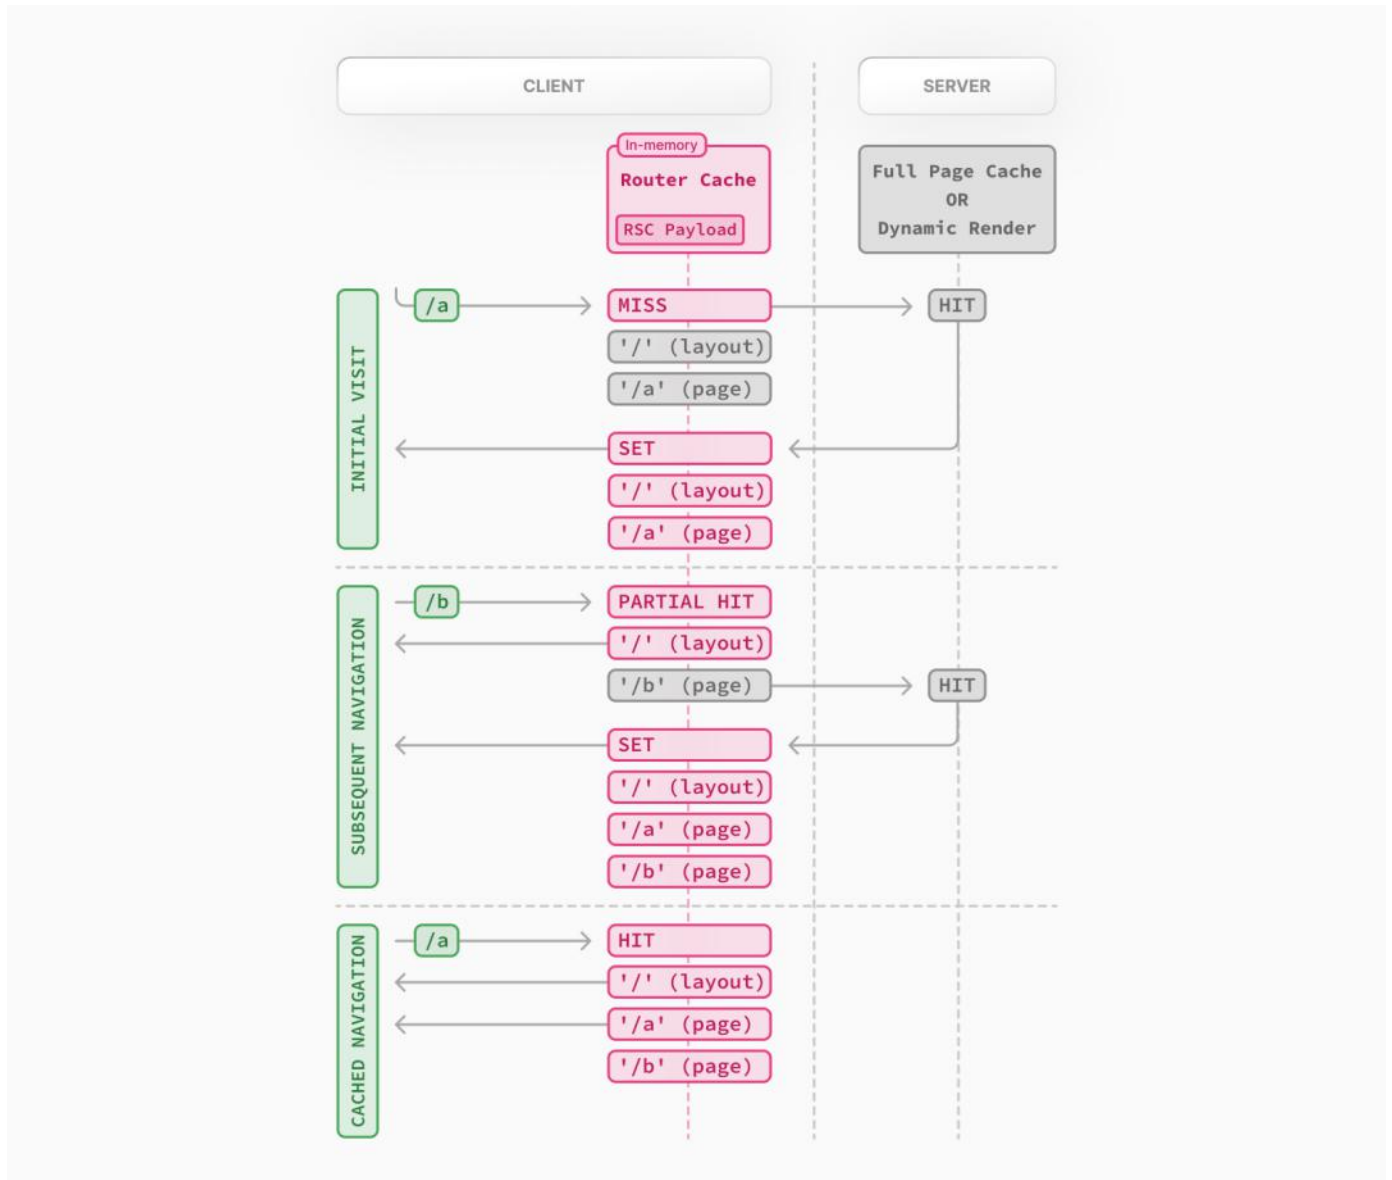 CLIENT
SERVER
In-memory
Router Cache
RSC Payload
Full Page Cache
OR
Dynamic Render
INITIAL VISIT
/a
MISS
HIT
'/' (layout)
'/a' (page)
SET
'/' (layout)
'/a' (page)
SUBSEQUENT NAVIGATION
/b
PARTIAL HIT
'/' (layout)
'/b' (page)
HIT
SET
'/' (layout)
'/a' (page)
'/b' (page)
CACHED NAVIGATION
/a
HIT
'/' (layout)
'/a' (page)
'/b' (page)